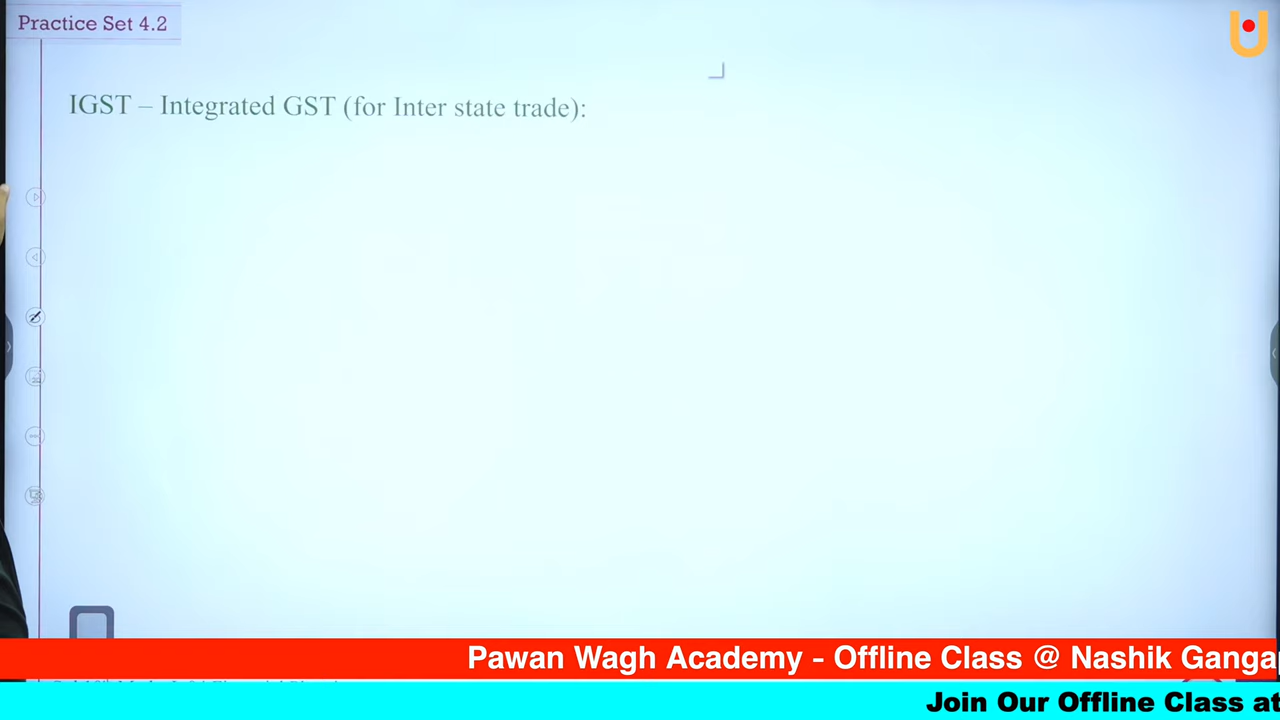 Practice Set 4.2
IGST – Integrated GST (for Inter state trade):
Pawan Wagh Academy - Offline Class @ Nashik Ganga
Join Our Offline Class at